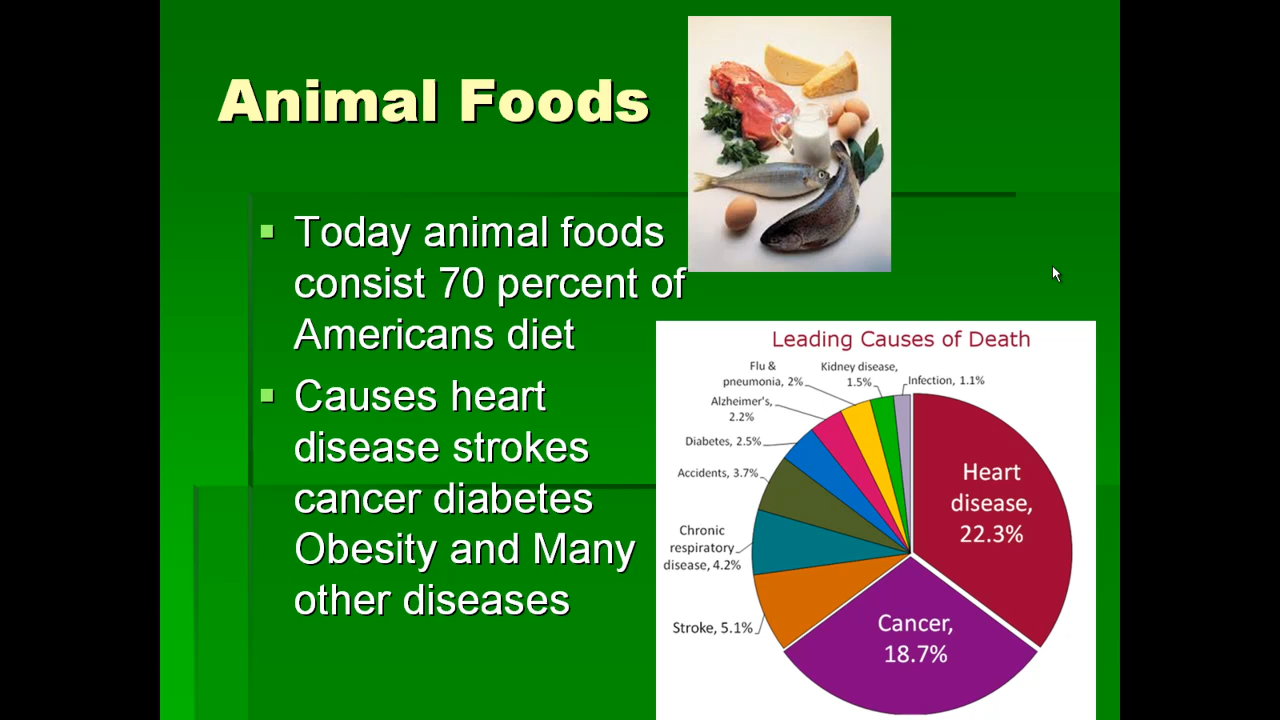 Animal Foods
Today animal foods
consist 70 percent of
Americans diet
Causes heart
disease strokes
cancer diabetes
Obesity and Many
other diseases
Leading Causes of Death
Flu &
pneumonia, 2%
Kidney disease,
1.5%
Infection, 1.1%
Alzheimer's,
2.2%
Diabetes, 2.5%
Accidents, 3.7%
Chronic
respiratory
disease, 4.2%
Stroke, 5.1%
Heart
disease,
22.3%
Cancer,
18.7%